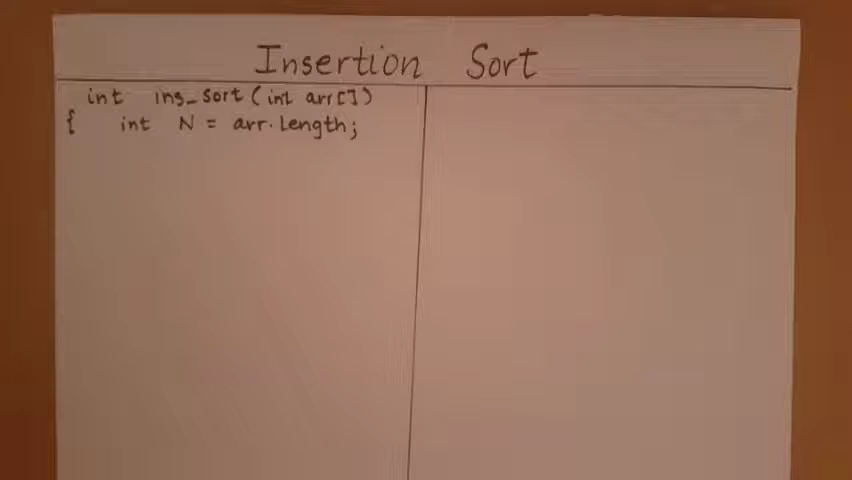 Insertion Sort
int ins_sort (int arr[])
{ int N = arr.length;